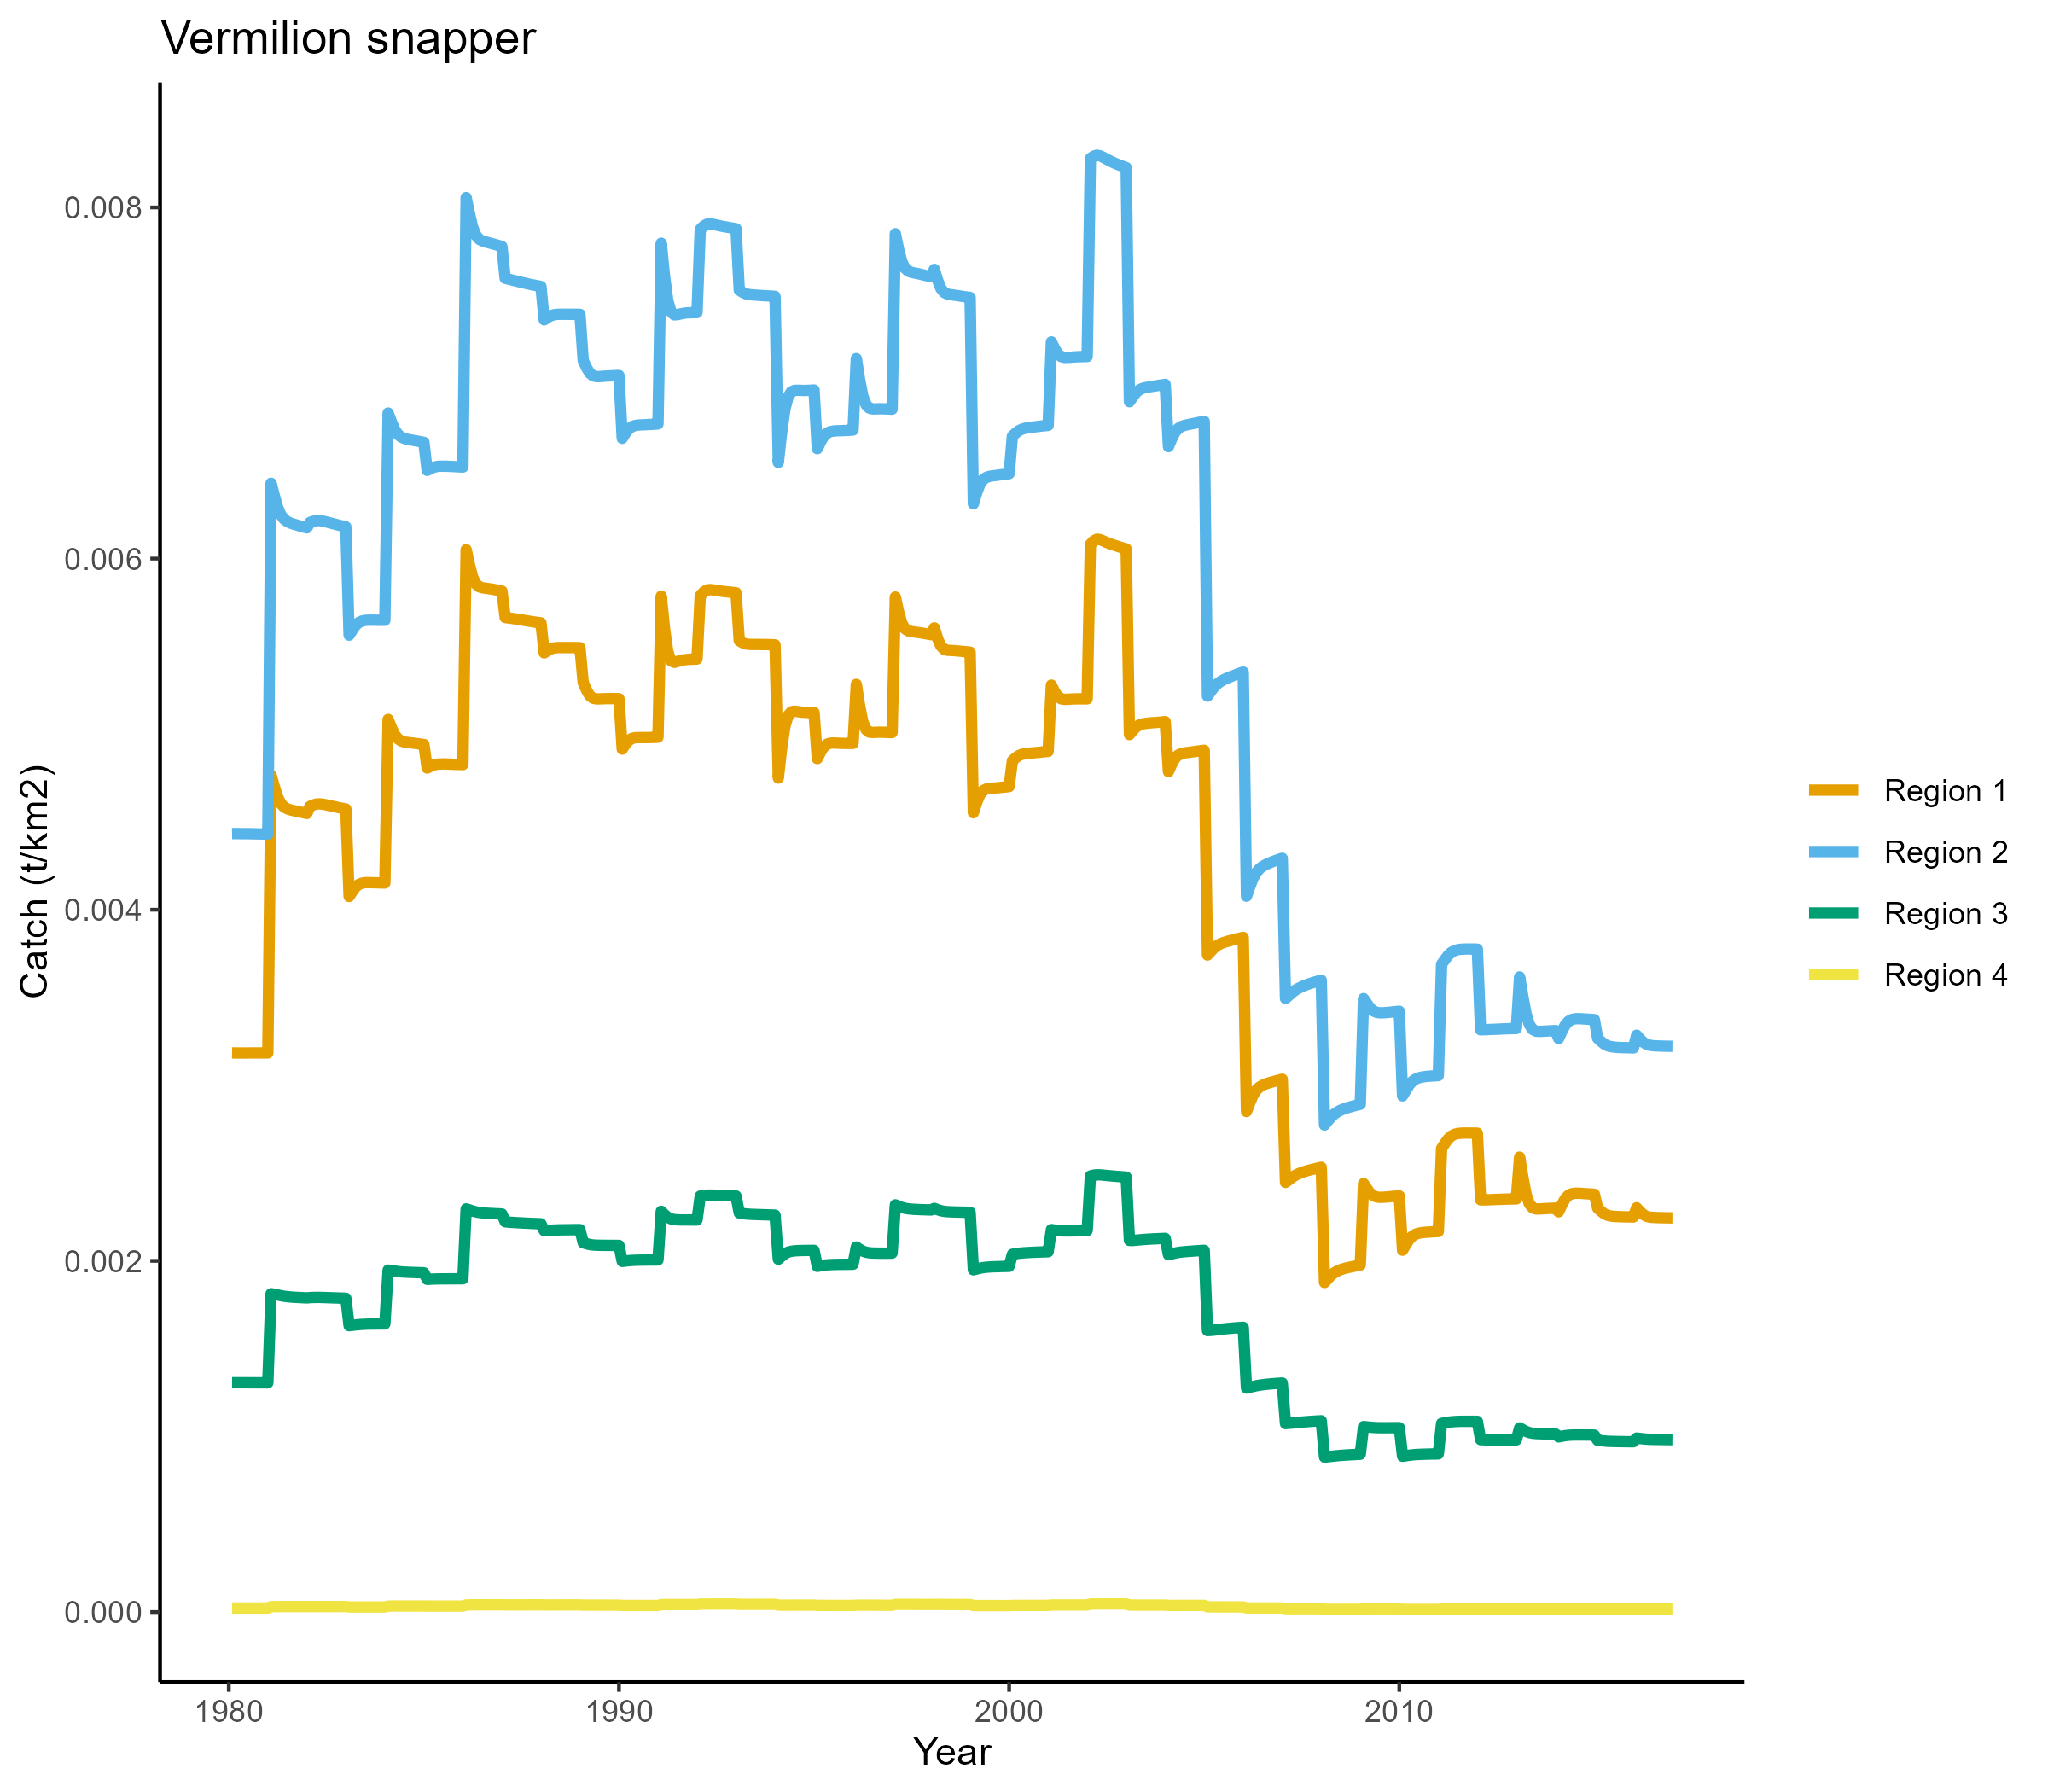 Vermilion snapper
Catch (t/km2)
0.008
0.006
0.004
0.002
0.000
1980
1990
2000
2010
Year
Region 1
Region 2
Region 3
Region 4